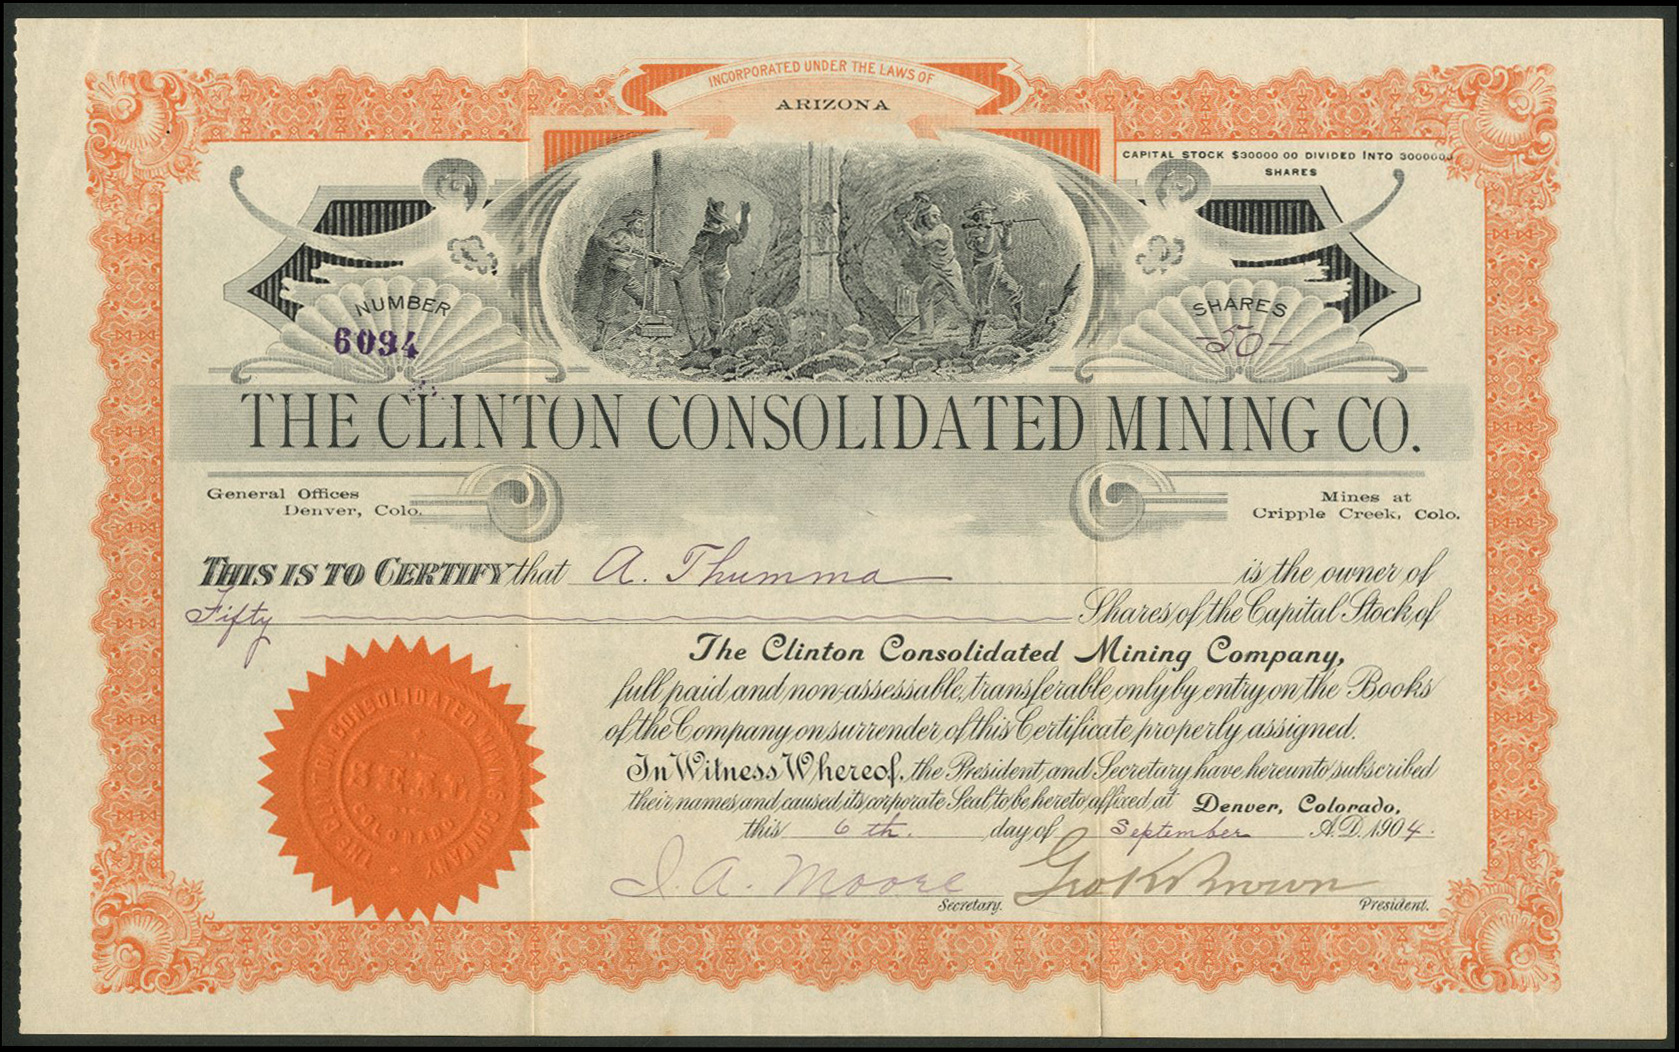 INCORPORATED UNDER THE LAWS OF
ARIZONA
CAPITAL STOCK $30000 00 DIVIDED INTO 3000000
SHARES
NUMBER
6094
SHARES
-50-
THE CLINTON CONSOLIDATED MINING CO.
General Offices
Denver, Colo.
Mines at
Cripple Creek, Colo.
THIS IS TO CERTIFY that A. Thumma is the owner of
Fifty Shares of the Capital Stock of
The Clinton Consolidated Mining Company,
full paid and non-assessable, transferable only by entry on the Books
of the Company on surrender of this Certificate properly assigned.
In Witness Whereof, the President and Secretary have hereunto subscribed
their names and caused its corporate Seal to be hereto affixed at Denver, Colorado,
this 6th. day of September A.D. 1904.
J. A. Moore Geo K Brown
Secretary. President.
THE CLINTON CONSOLIDATED MINING COMPANY
SEAL
COLORADO